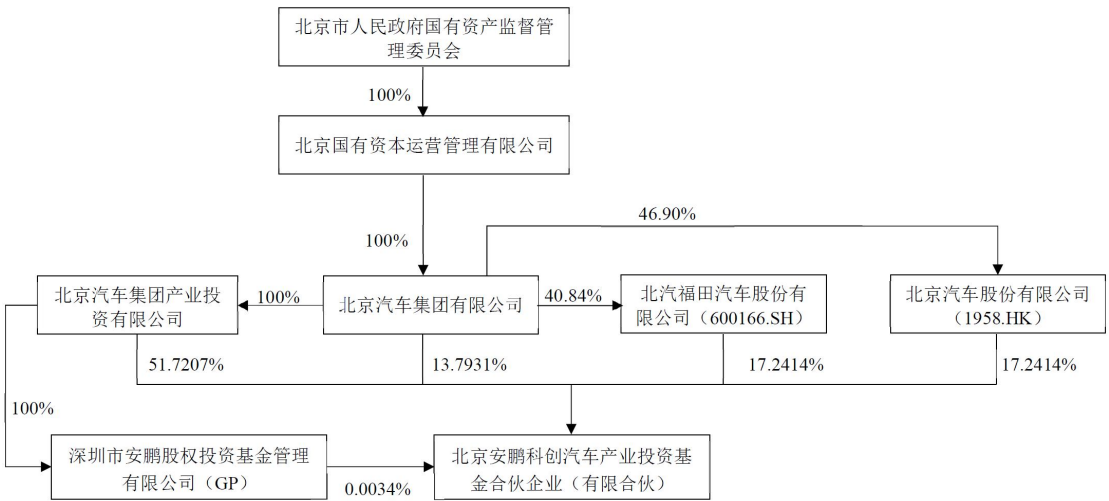 北京市人民政府国有资产监督管
理委员会
100%
北京国有资本运营管理有限公司
46.90%
100%
北京汽车集团产业投
资有限公司
100%
北京汽车集团有限公司
40.84%
北汽福田汽车股份有
限公司（600166.SH）
北京汽车股份有限公司
（1958.HK）
51.7207%
13.7931%
17.2414%
17.2414%
100%
深圳市安鹏股权投资基金管理
有限公司（GP）
0.0034%
北京安鹏科创汽车产业投资基
金合伙企业（有限合伙）